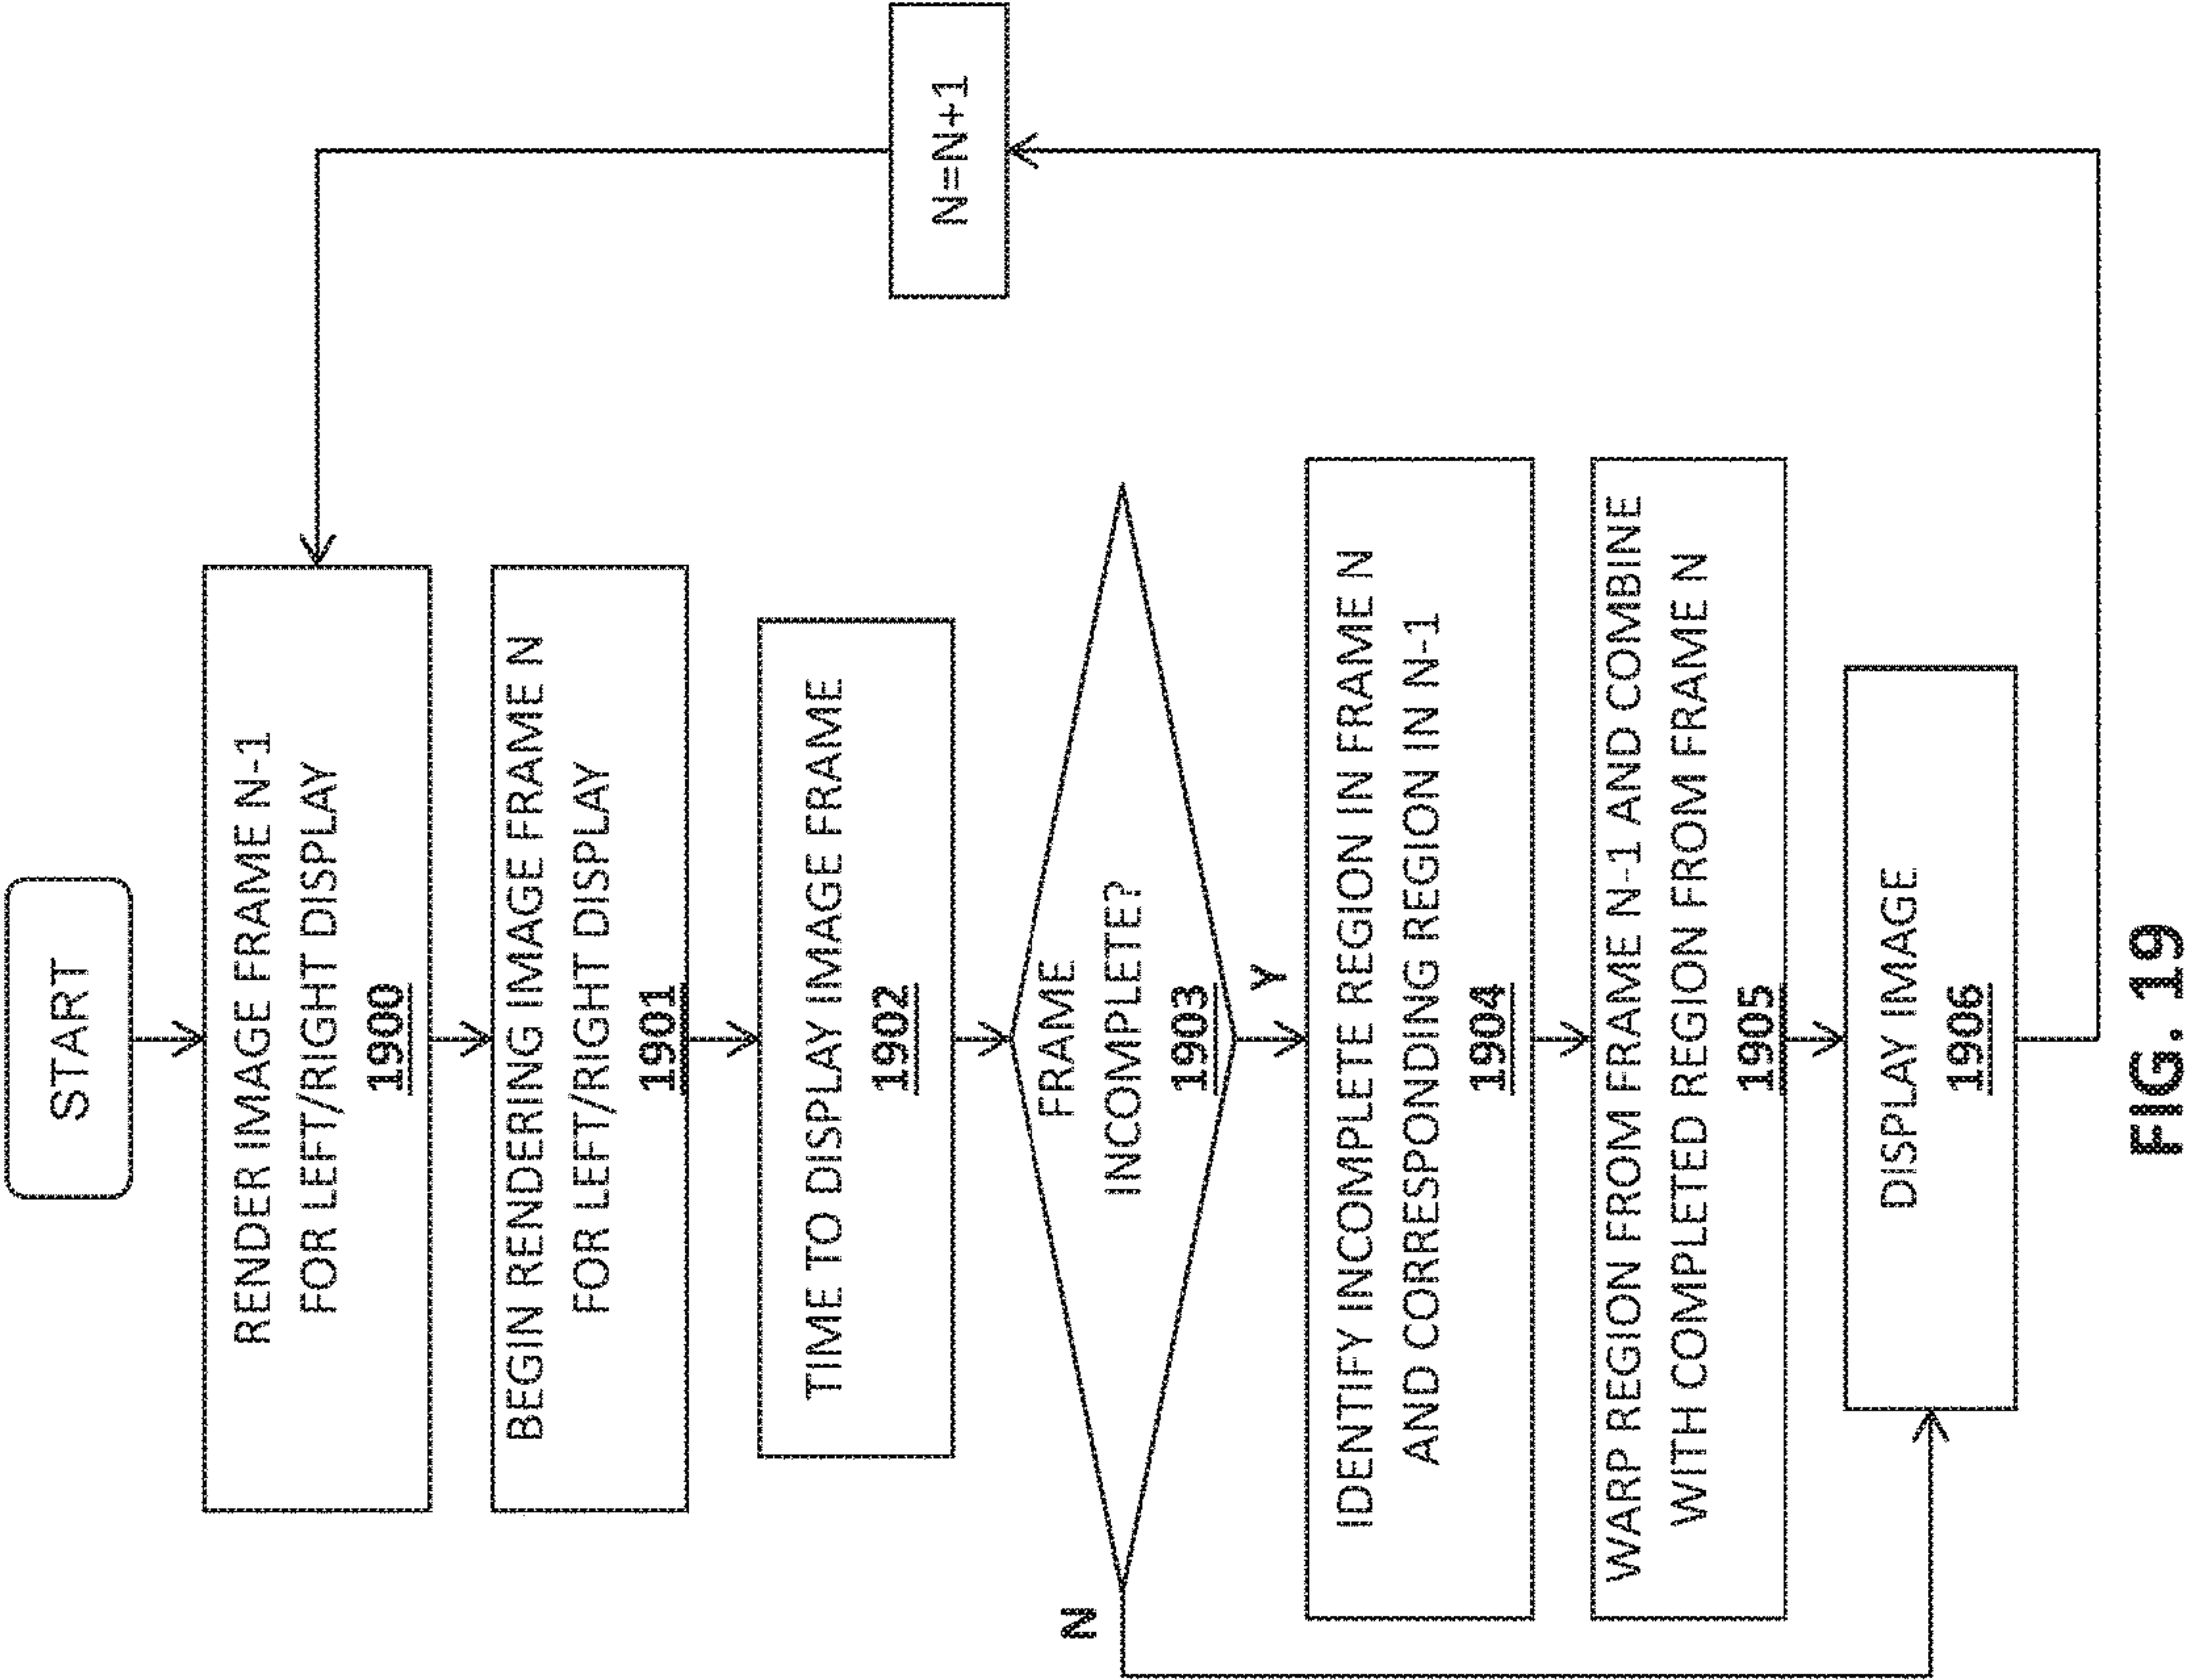 START
RENDER IMAGE FRAME N-1
FOR LEFT/RIGHT DISPLAY
1900
BEGIN RENDERING IMAGE FRAME N
FOR LEFT/RIGHT DISPLAY
1901
TIME TO DISPLAY IMAGE FRAME
1902
FRAME
INCOMPLETE?
1903
N
Y
IDENTIFY INCOMPLETE REGION IN FRAME N
AND CORRESPONDING REGION IN N-1
1904
WARP REGION FROM FRAME N-1 AND COMBINE
WITH COMPLETED REGION FROM FRAME N
1905
DISPLAY IMAGE
1906
N=N+1
FIG. 19